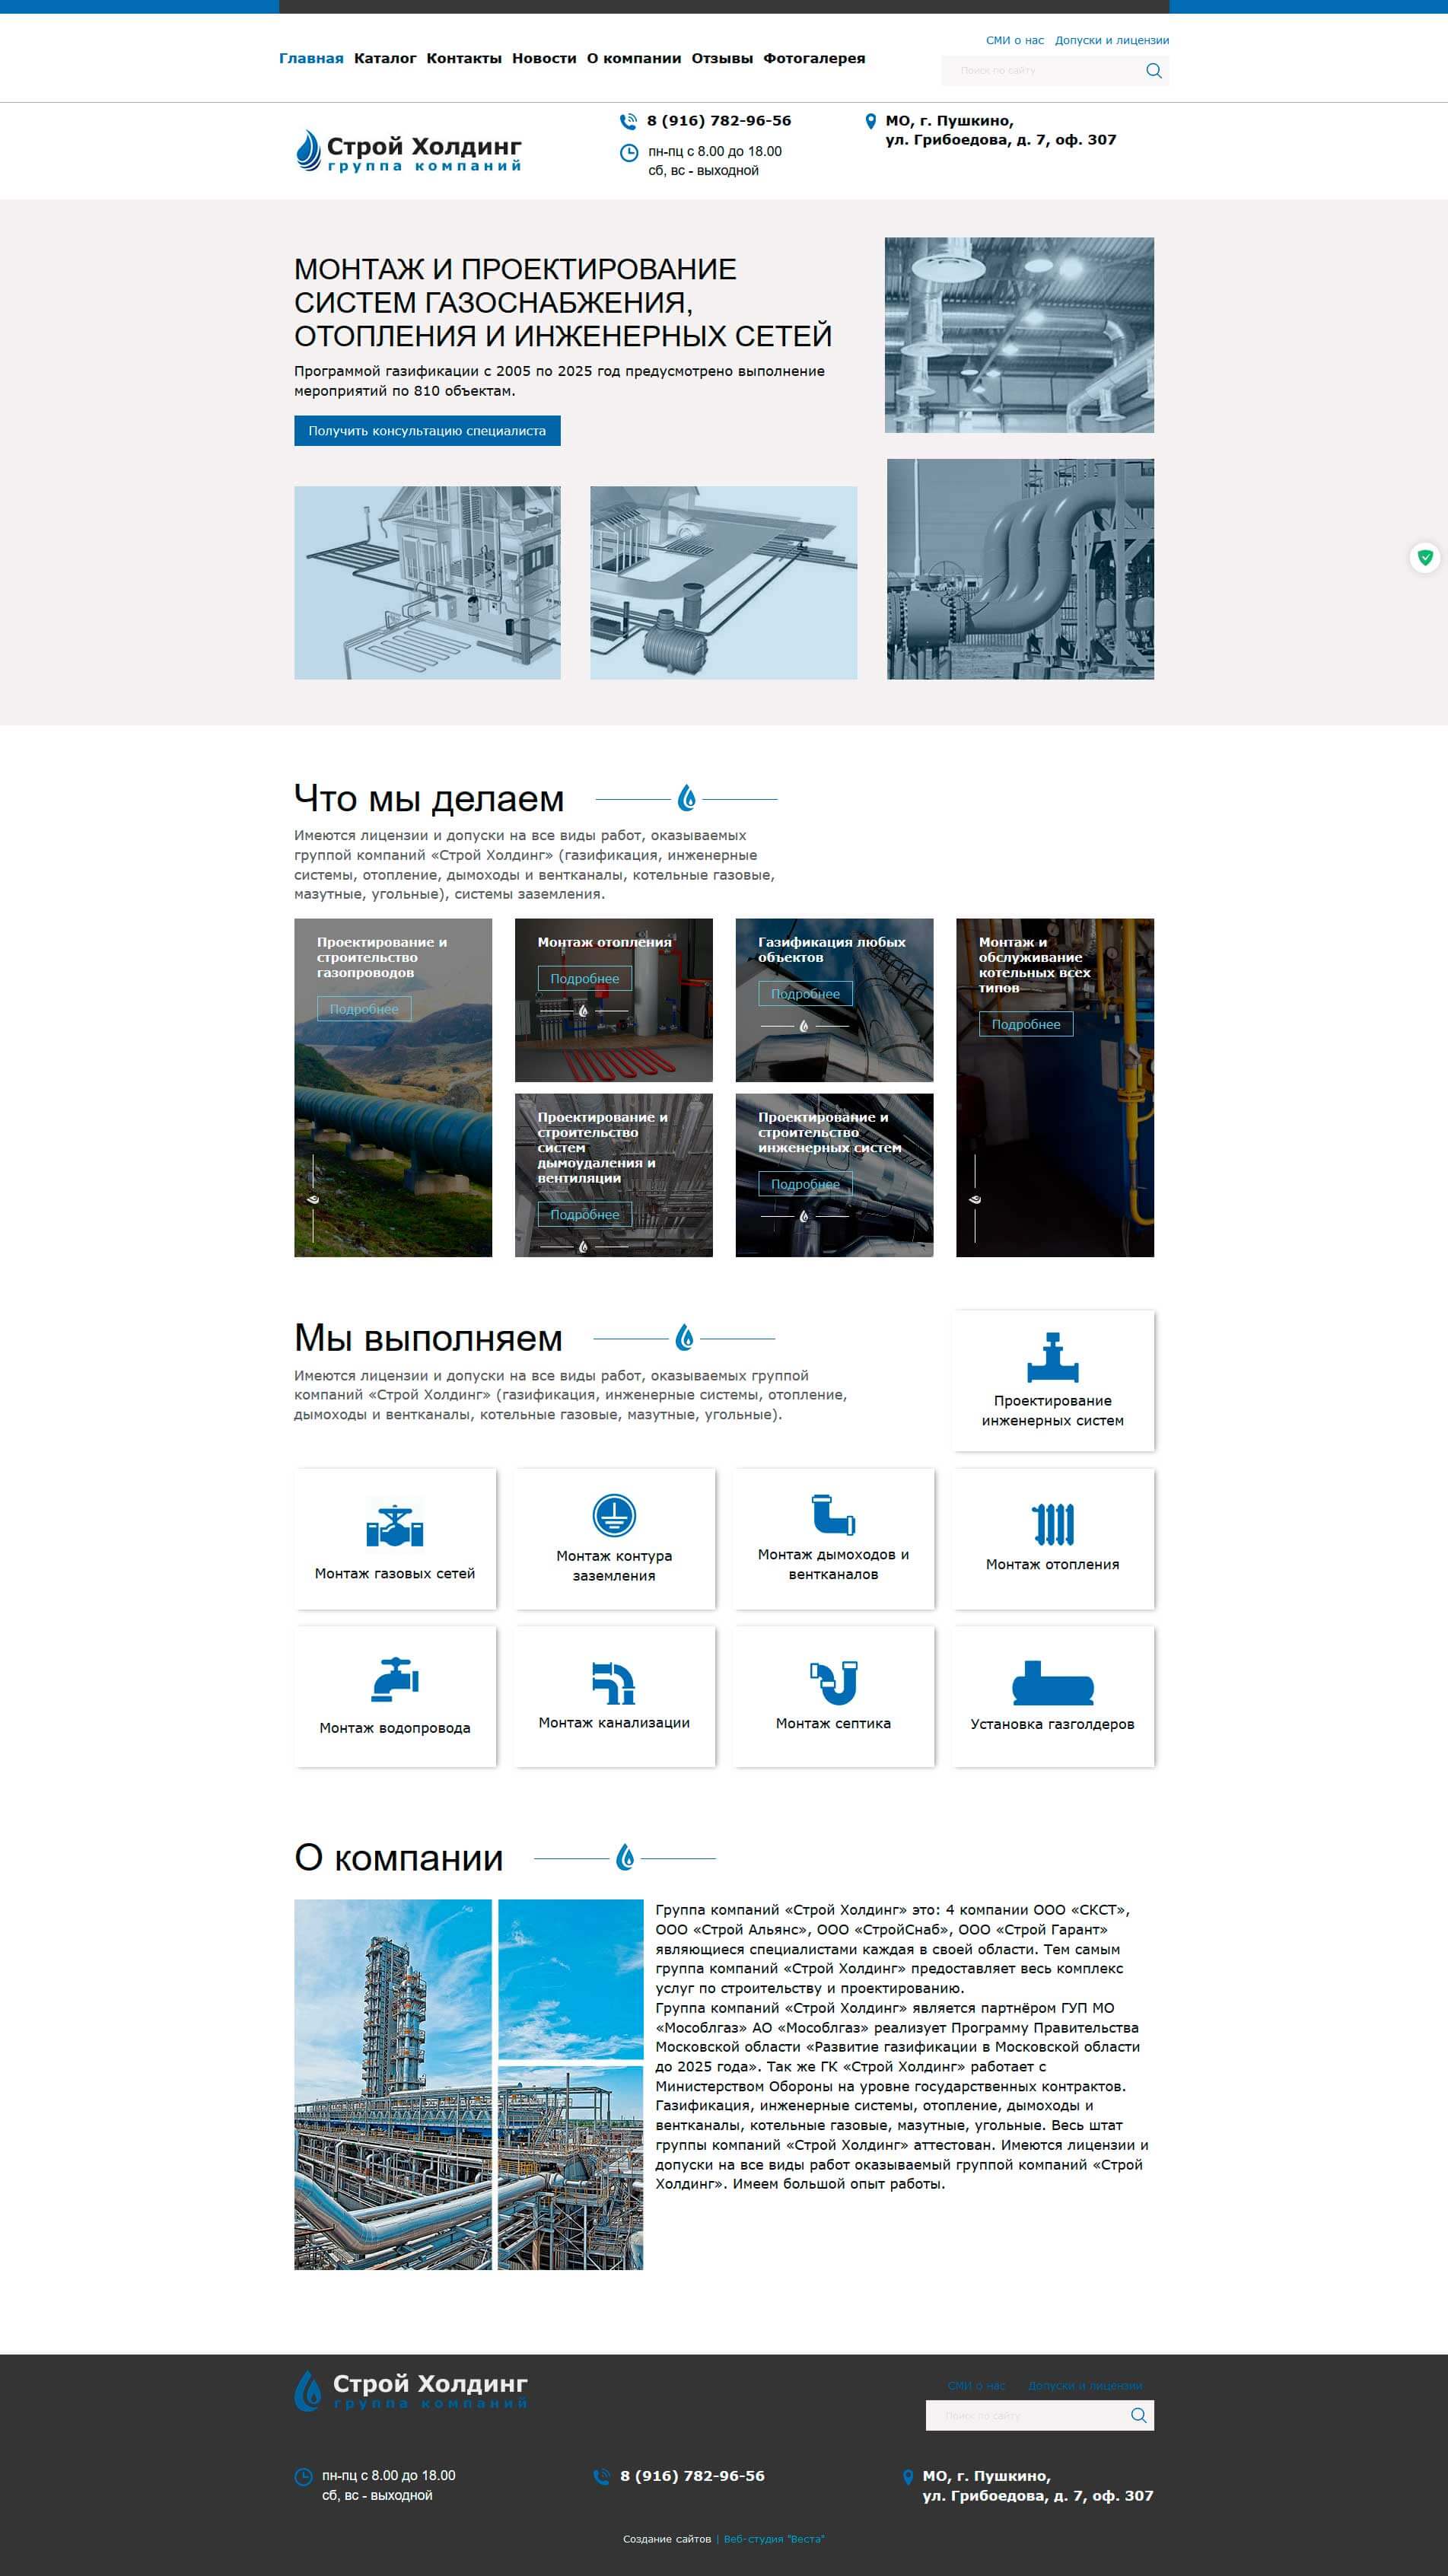 Главная Каталог Контакты Новости О компании Отзывы Фотогалерея
СМИ о нас Допуски и лицензии
Поиск по сайту
Строй Холдинг
группа компаний
8 (916) 782-96-56
пн-пц с 8.00 до 18.00
сб, вс - выходной
МО, г. Пушкино,
ул. Грибоедова, д. 7, оф. 307
МОНТАЖ И ПРОЕКТИРОВАНИЕ
СИСТЕМ ГАЗОСНАБЖЕНИЯ,
ОТОПЛЕНИЯ И ИНЖЕНЕРНЫХ СЕТЕЙ
Программой газификации с 2005 по 2025 год предусмотрено выполнение
мероприятий по 810 объектам.
Получить консультацию специалиста
Что мы делаем
Имеются лицензии и допуски на все виды работ, оказываемых
группой компаний «Строй Холдинг» (газификация, инженерные
системы, отопление, дымоходы и вентканалы, котельные газовые,
мазутные, угольные), системы заземления.
Проектирование и
строительство
газопроводов
Подробнее
Монтаж отопления
Подробнее
Газификация любых
объектов
Подробнее
Монтаж и
обслуживание
котельных всех
типов
Подробнее
Проектирование и
строительство
систем
дымоудаления и
вентиляции
Подробнее
Проектирование и
строительство
инженерных систем
Подробнее
Мы выполняем
Имеются лицензии и допуски на все виды работ, оказываемых группой
компаний «Строй Холдинг» (газификация, инженерные системы, отопление,
дымоходы и вентканалы, котельные газовые, мазутные, угольные).
Проектирование
инженерных систем
Монтаж газовых сетей
Монтаж контура
заземления
Монтаж дымоходов и
вентканалов
Монтаж отопления
Монтаж водопровода
Монтаж канализации
Монтаж септика
Установка газголдеров
О компании
Группа компаний «Строй Холдинг» это: 4 компании ООО «СКСТ»,
ООО «Строй Альянс», ООО «СтройСнаб», ООО «Строй Гарант»
являющиеся специалистами каждая в своей области. Тем самым
группа компаний «Строй Холдинг» предоставляет весь комплекс
услуг по строительству и проектированию.
Группа компаний «Строй Холдинг» является партнёром ГУП МО
«Мособлгаз» АО «Мособлгаз» реализует Программу Правительства
Московской области «Развитие газификации в Московской области
до 2025 года». Так же ГК «Строй Холдинг» работает с
Министерством Обороны на уровне государственных контрактов.
Газификация, инженерные системы, отопление, дымоходы и
вентканалы, котельные газовые, мазутные, угольные. Весь штат
группы компаний «Строй Холдинг» аттестован. Имеются лицензии и
допуски на все виды работ оказываемый группой компаний «Строй
Холдинг». Имеем большой опыт работы.
Строй Холдинг
группа компаний
СМИ о нас Допуски и лицензии
Поиск по сайту
пн-пц с 8.00 до 18.00
сб, вс - выходной
8 (916) 782-96-56
МО, г. Пушкино,
ул. Грибоедова, д. 7, оф. 307
Создание сайтов | Веб-студия "Веста"